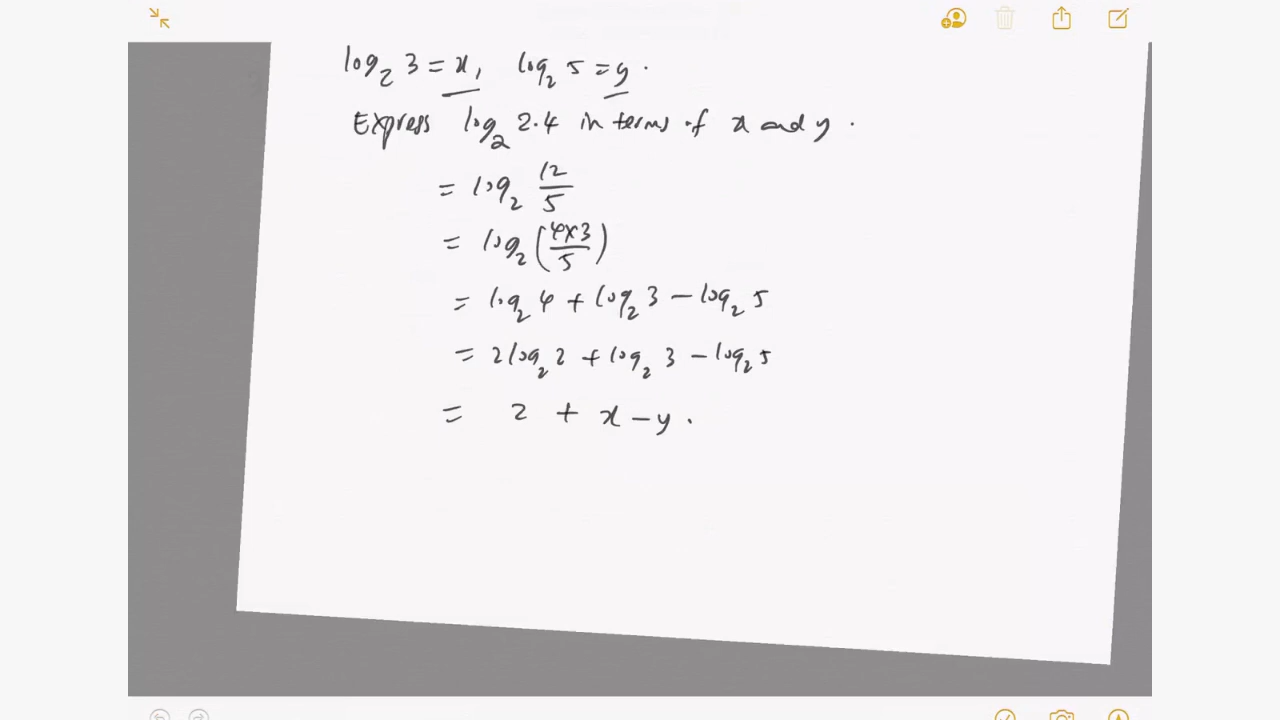 log₂ 3 = x, log₂ 5 = y.
Express log₂ 2.4 in terms of x and y.
= log₂ 12/5
= log₂ (4×3/5)
= log₂ 4 + log₂ 3 − log₂ 5
= 2 log₂ 2 + log₂ 3 − log₂ 5
= 2 + x − y.